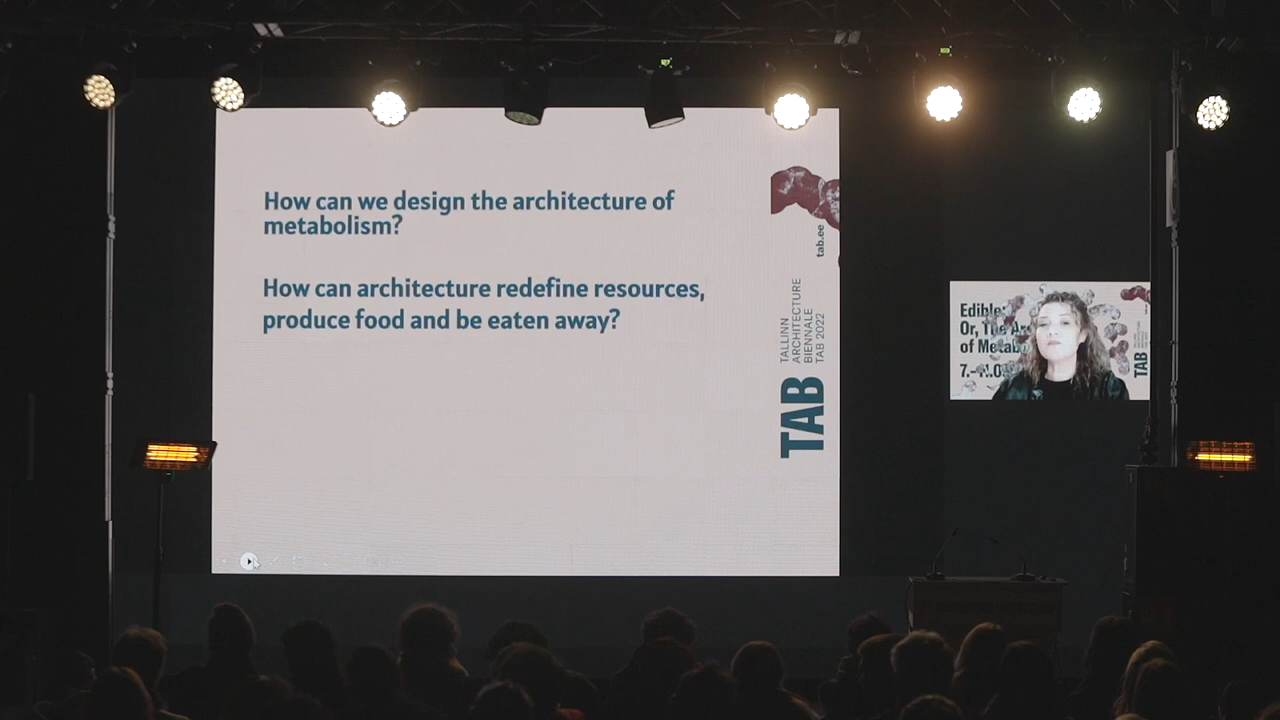 How can we design the architecture of
metabolism?
How can architecture redefine resources,
produce food and be eaten away?
tab.ee
TALLINN
ARCHITECTURE
BIENNALE
TAB 2022
TAB
Edible;
Or, The
of
TAB